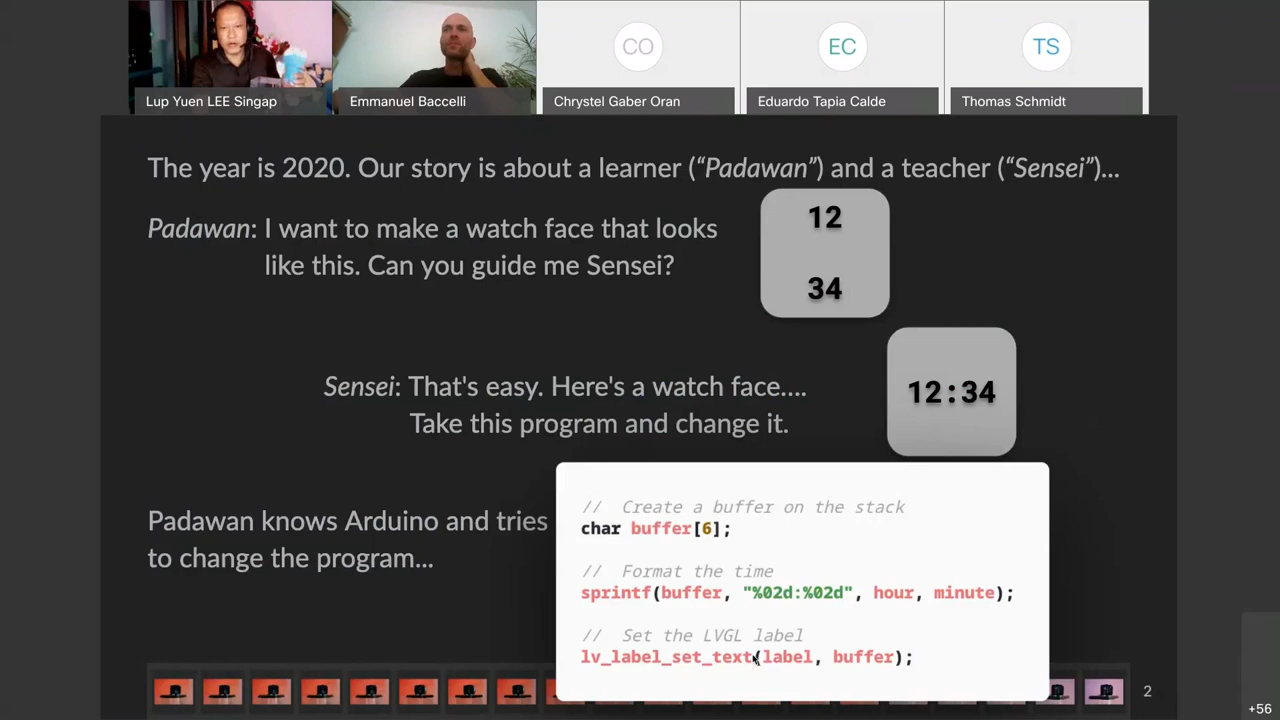 CO
EC
TS
Lup Yuen LEE Singap
Emmanuel Baccelli
Chrystel Gaber Oran
Eduardo Tapia Calde
Thomas Schmidt
The year is 2020. Our story is about a learner (“Padawan”) and a teacher (“Sensei”)...
Padawan: I want to make a watch face that looks
like this. Can you guide me Sensei?
12
34
Sensei: That's easy. Here's a watch face....
Take this program and change it.
12:34
Padawan knows Arduino and tries
to change the program...
// Create a buffer on the stack
char buffer[6];
// Format the time
sprintf(buffer, "%02d:%02d", hour, minute);
// Set the LVGL label
lv_label_set_text(label, buffer);
2
+56